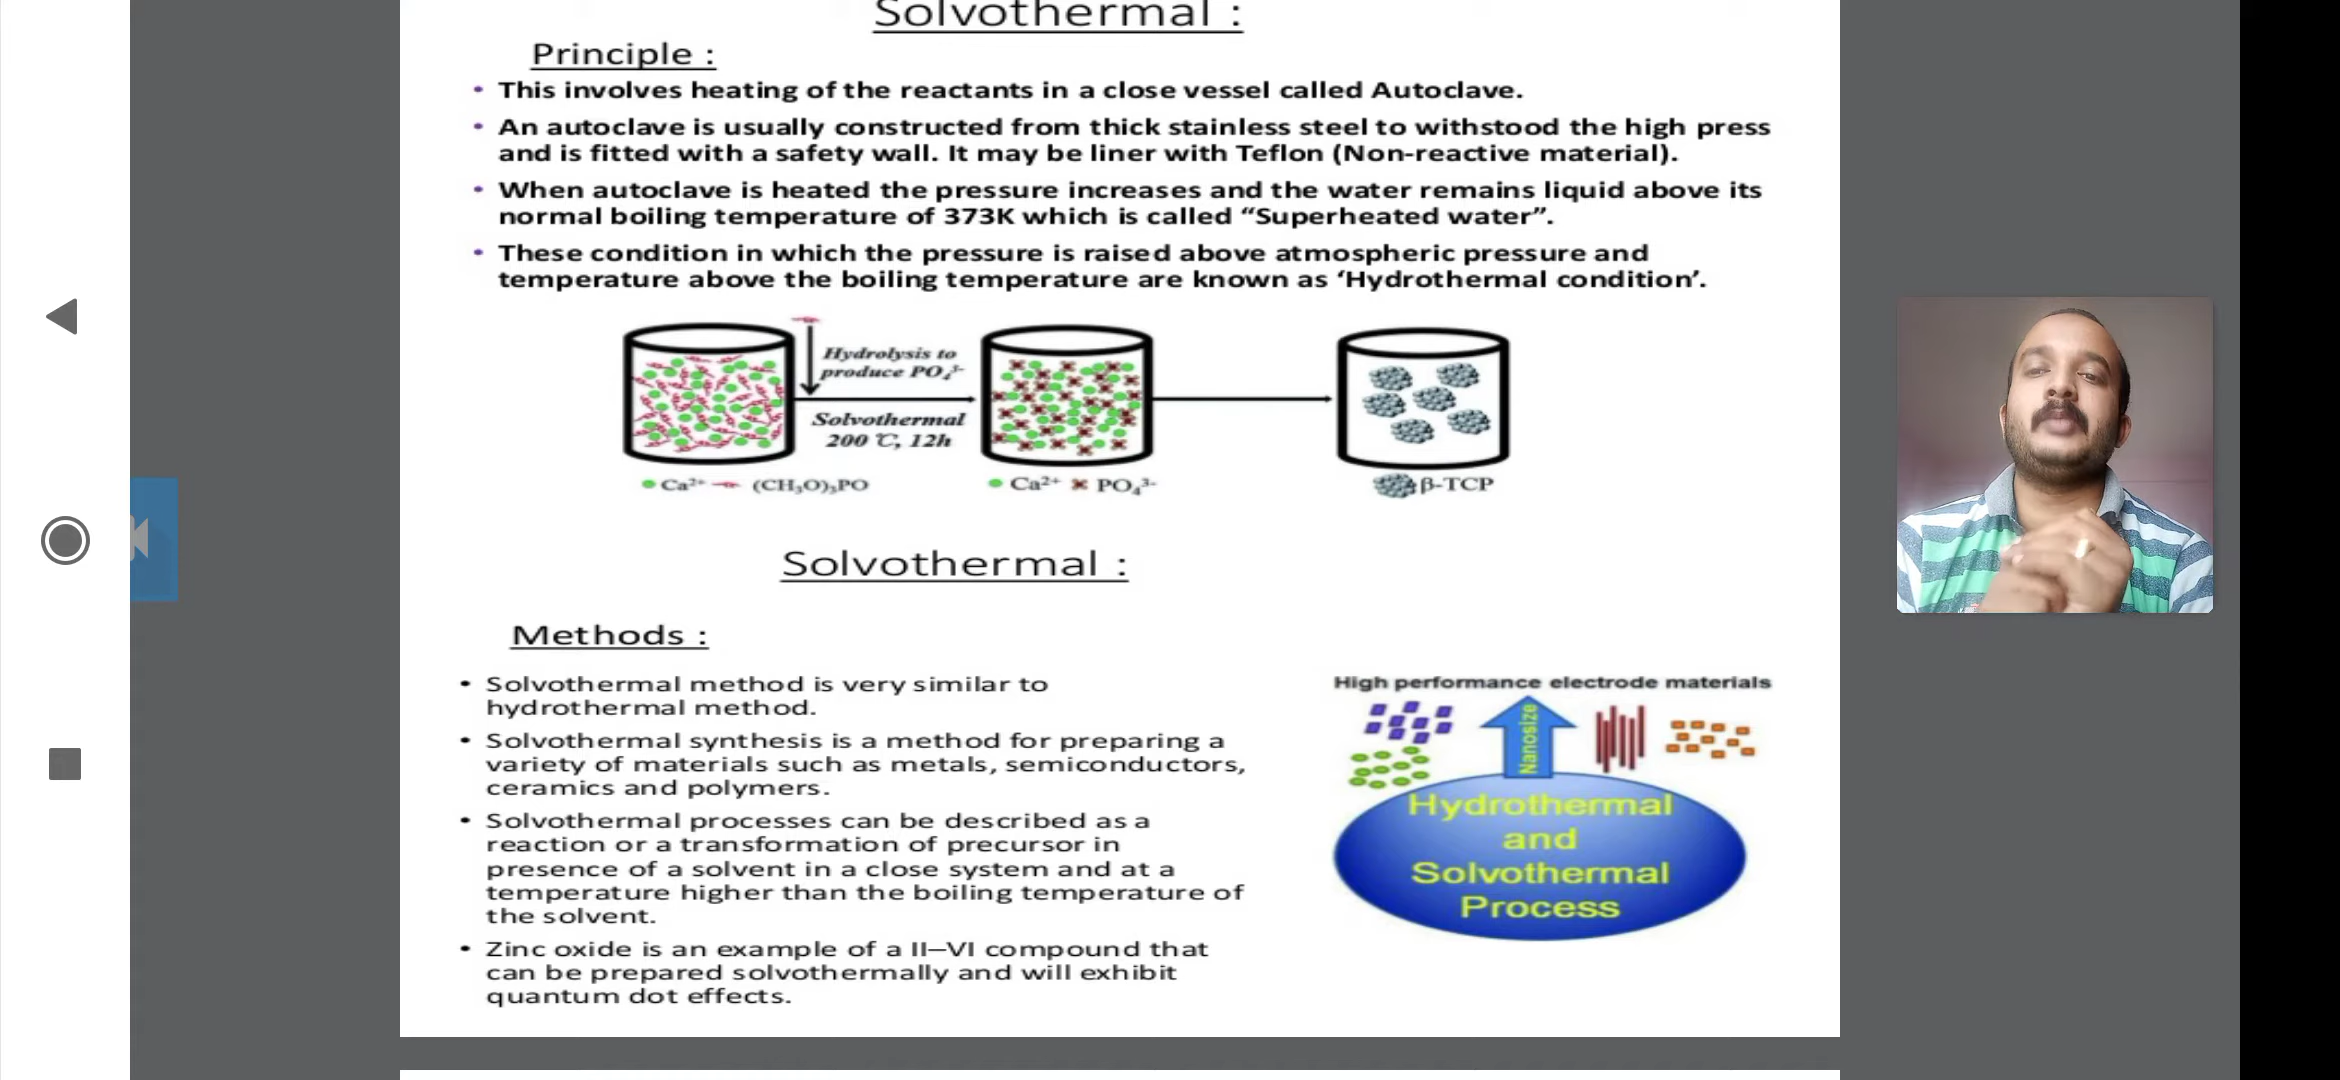 Solvothermal :
Principle :
• This involves heating of the reactants in a close vessel called Autoclave.
• An autoclave is usually constructed from thick stainless steel to withstood the high press
and is fitted with a safety wall. It may be liner with Teflon (Non-reactive material).
• When autoclave is heated the pressure increases and the water remains liquid above its
normal boiling temperature of 373K which is called “Superheated water”.
• These condition in which the pressure is raised above atmospheric pressure and
temperature above the boiling temperature are known as ‘Hydrothermal condition’.
Hydrolysis to
produce PO₄³⁻
Solvothermal
200 ℃, 12h
Ca²⁺ (CH₃O)₃PO
Ca²⁺ PO₄³⁻
β-TCP
Solvothermal :
Methods :
• Solvothermal method is very similar to
hydrothermal method.
• Solvothermal synthesis is a method for preparing a
variety of materials such as metals, semiconductors,
ceramics and polymers.
• Solvothermal processes can be described as a
reaction or a transformation of precursor in
presence of a solvent in a close system and at a
temperature higher than the boiling temperature of
the solvent.
• Zinc oxide is an example of a II–VI compound that
can be prepared solvothermally and will exhibit
quantum dot effects.
High performance electrode materials
Nanosize
Hydrothermal
and
Solvothermal
Process